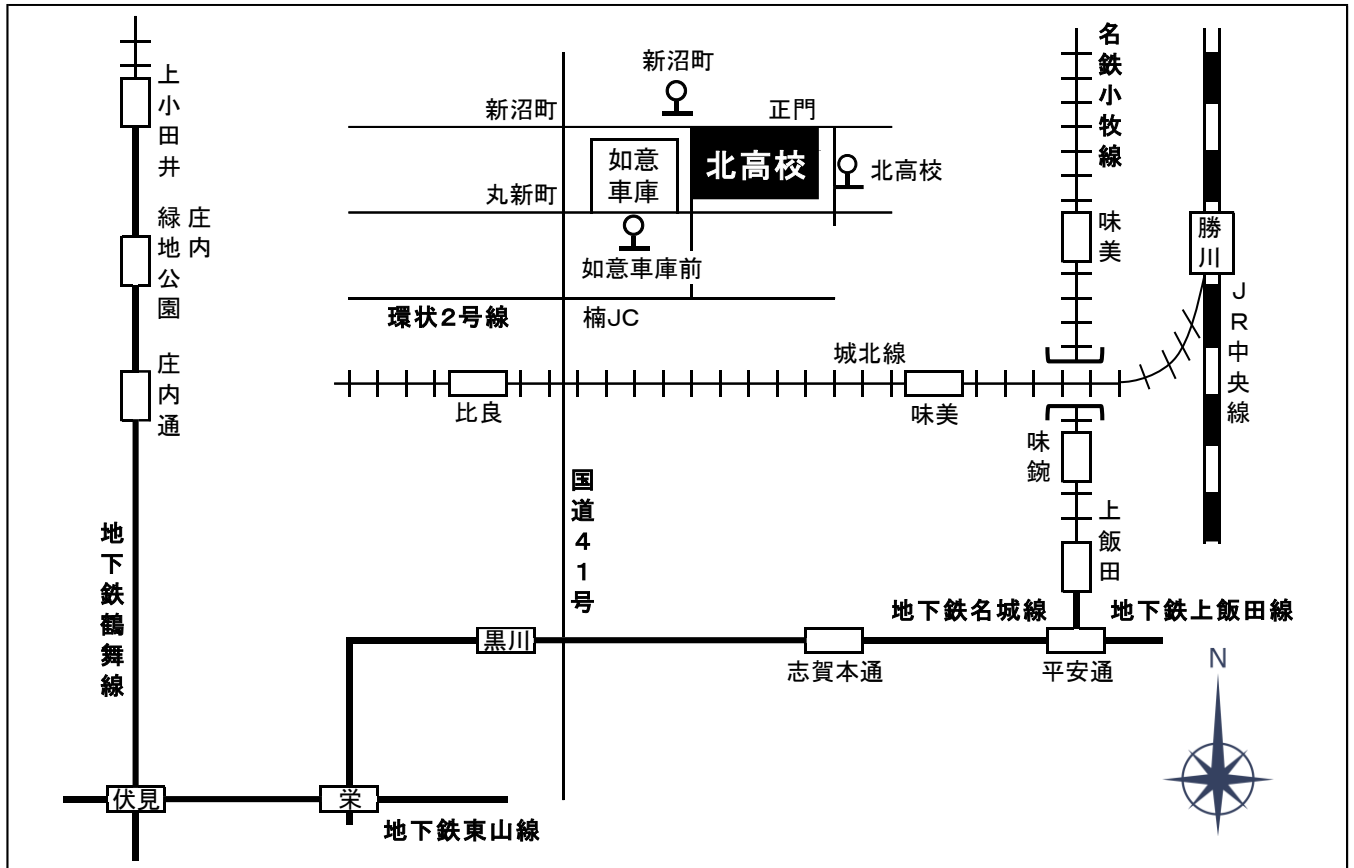 上小田井
庄内
緑地公園
庄内通
地下鉄鶴舞線
伏見
栄
地下鉄東山線
新沼町
新沼町
正門
如意
車庫
北高校
北高校
丸新町
如意車庫前
環状2号線
楠JC
城北線
比良
味美
国道41号
黒川
志賀本通
地下鉄名城線
地下鉄上飯田線
平安通
上飯田
味鋺
味美
名鉄小牧線
勝川
JR中央線
N